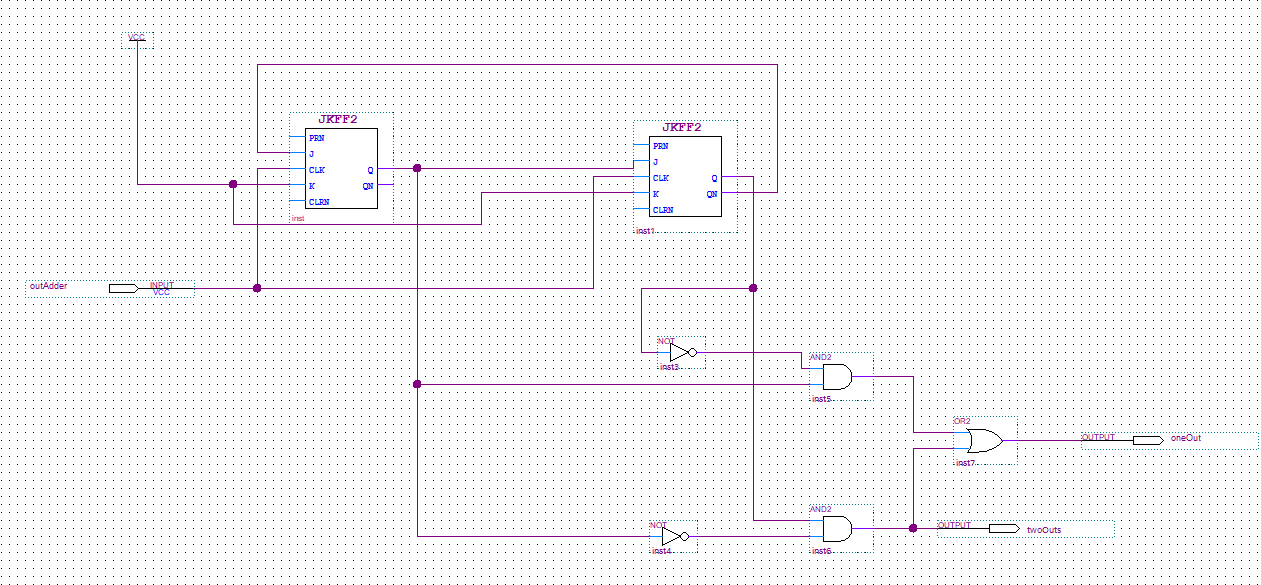 VCC
JKFF2
PRN
J
CLK
Q
K
QN
CLRN
inst
JKFF2
PRN
J
CLK
Q
K
QN
CLRN
inst1
outAdder
INPUT
VCC
NOT
inst3
AND2
inst5
OR2
inst7
OUTPUT
oneOut
NOT
inst4
AND2
inst6
OUTPUT
twoOuts